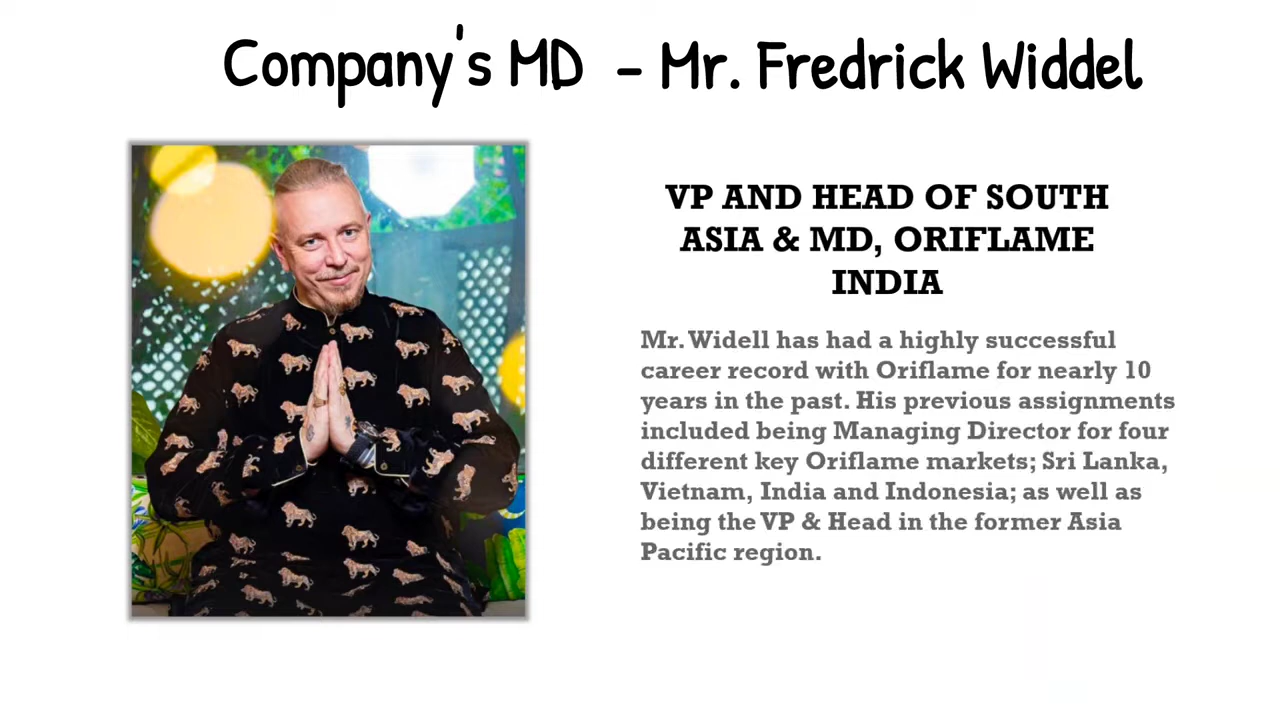 Company's MD - Mr. Fredrick Widdel
VP AND HEAD OF SOUTH
ASIA & MD, ORIFLAME
INDIA
Mr. Widell has had a highly successful
career record with Oriflame for nearly 10
years in the past. His previous assignments
included being Managing Director for four
different key Oriflame markets; Sri Lanka,
Vietnam, India and Indonesia; as well as
being the VP & Head in the former Asia
Pacific region.